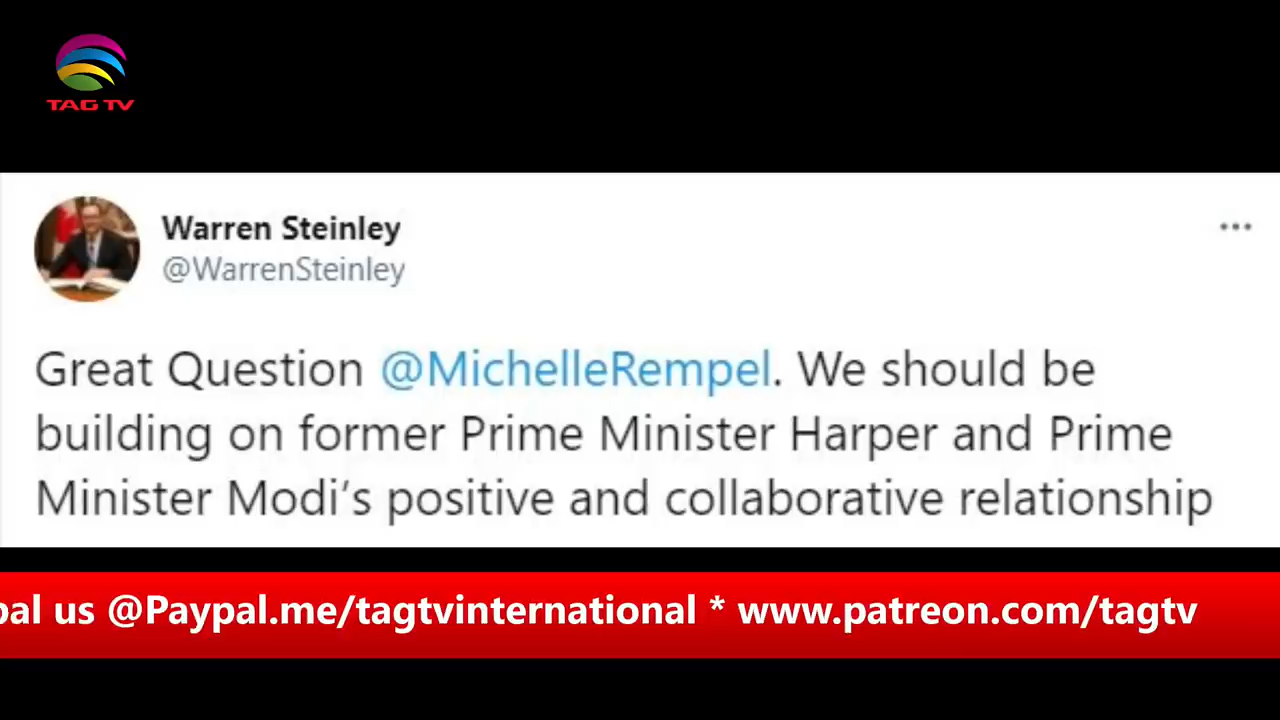 TAG TV
Warren Steinley
@WarrenSteinley
Great Question @MichelleRempel. We should be
building on former Prime Minister Harper and Prime
Minister Modi's positive and collaborative relationship
us @Paypal.me/tagtvinternational * www.patreon.com/tagtv